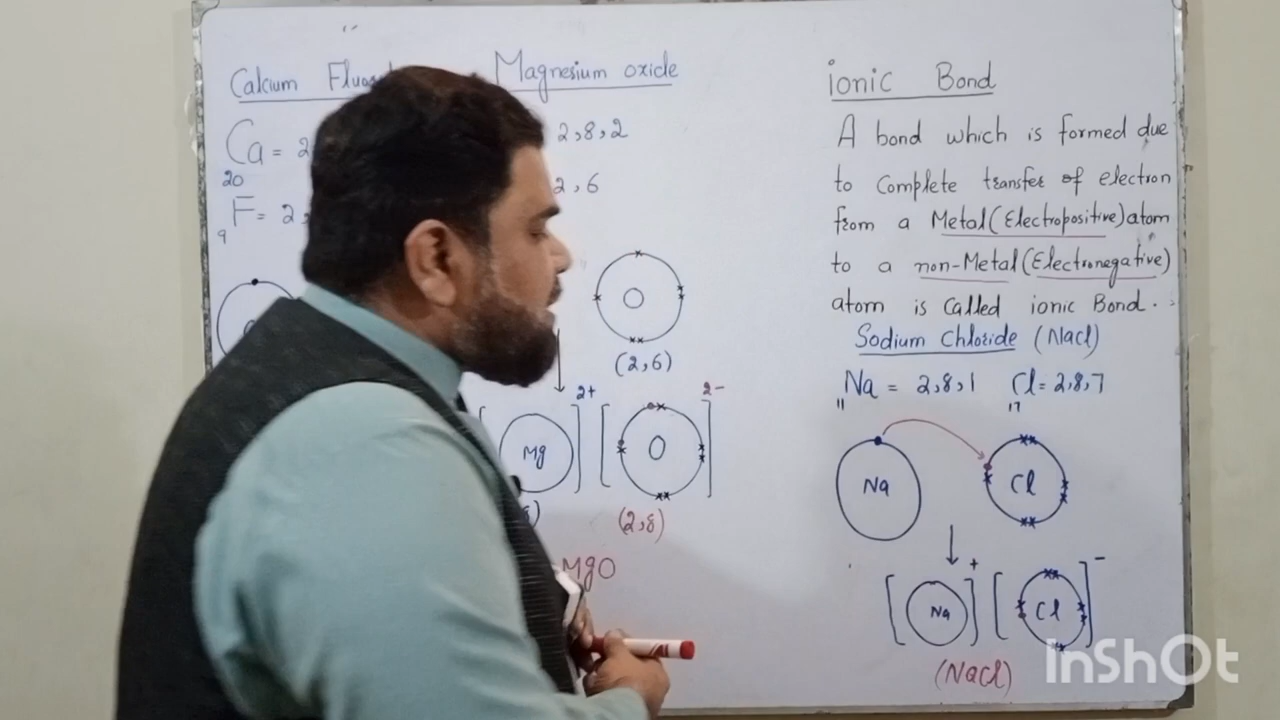 Calcium
Ca = 2
20
F = 2,
9
Magnesium oxide
2,8,2
2,6
O
(2,6)
Mg
2+
O
2-
(2,8)
MgO
ionic Bond
A bond which is formed due
to Complete transfer of electron
from a Metal (Electropositive) atom
to a non-Metal (Electronegative)
atom is called ionic Bond.
Sodium Chloride (Nacl)
Na = 2,8,1 Cl = 2,8,7
11 17
Na Cl
[Na]+ [Cl]-
(Nacl)
InShOt